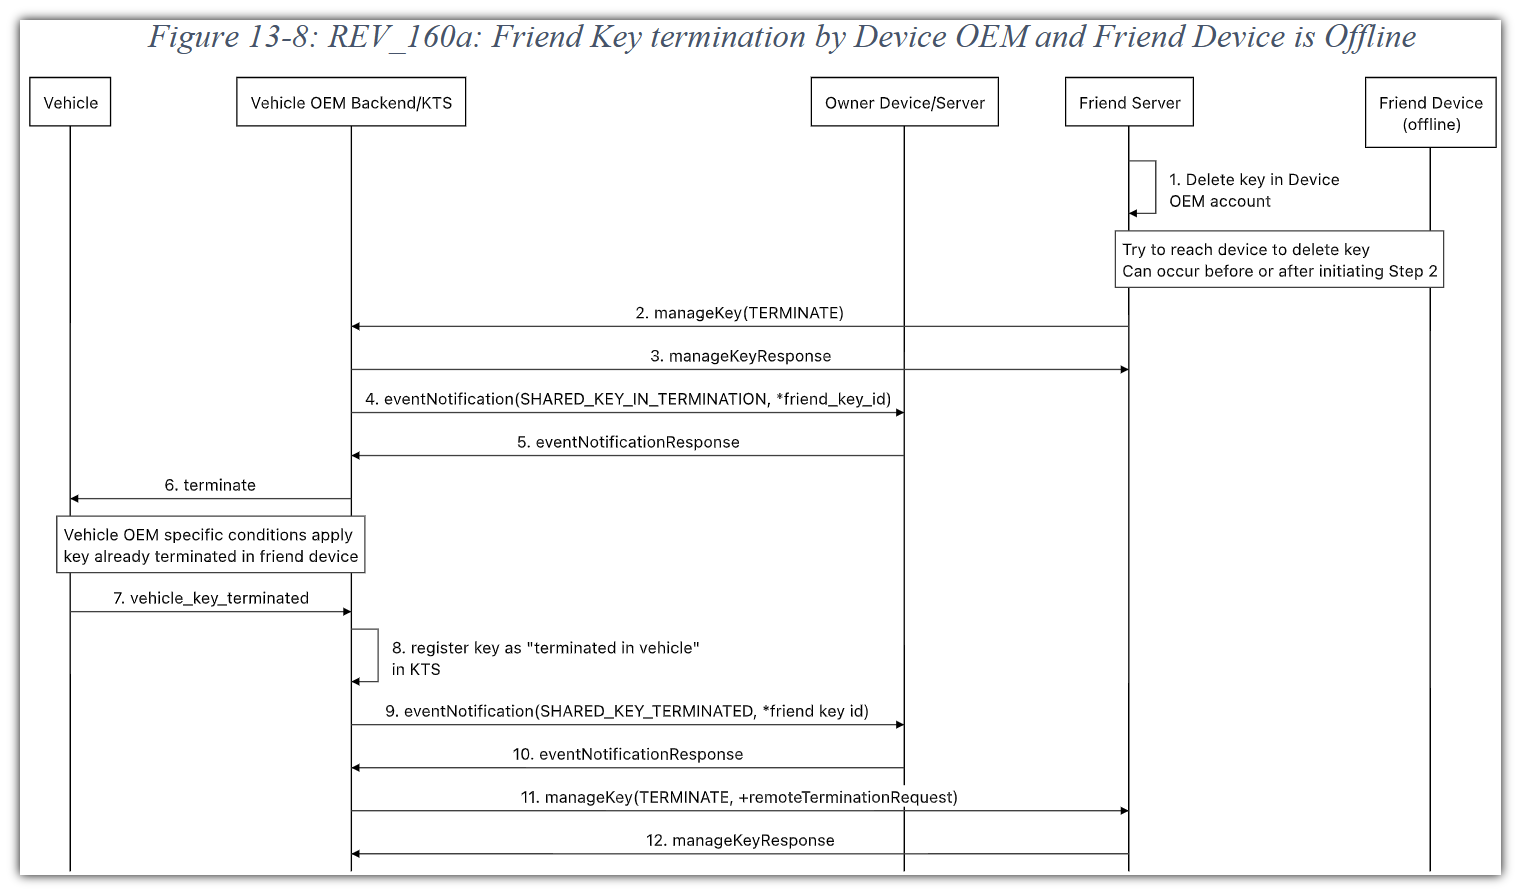 Figure 13-8: REV_160a: Friend Key termination by Device OEM and Friend Device is Offline
Vehicle
Vehicle OEM Backend/KTS
Owner Device/Server
Friend Server
Friend Device
(offline)
1. Delete key in Device
OEM account
Try to reach device to delete key
Can occur before or after initiating Step 2
2. manageKey(TERMINATE)
3. manageKeyResponse
4. eventNotification(SHARED_KEY_IN_TERMINATION, *friend_key_id)
5. eventNotificationResponse
6. terminate
Vehicle OEM specific conditions apply
key already terminated in friend device
7. vehicle_key_terminated
8. register key as "terminated in vehicle"
in KTS
9. eventNotification(SHARED_KEY_TERMINATED, *friend key id)
10. eventNotificationResponse
11. manageKey(TERMINATE, +remoteTerminationRequest)
12. manageKeyResponse